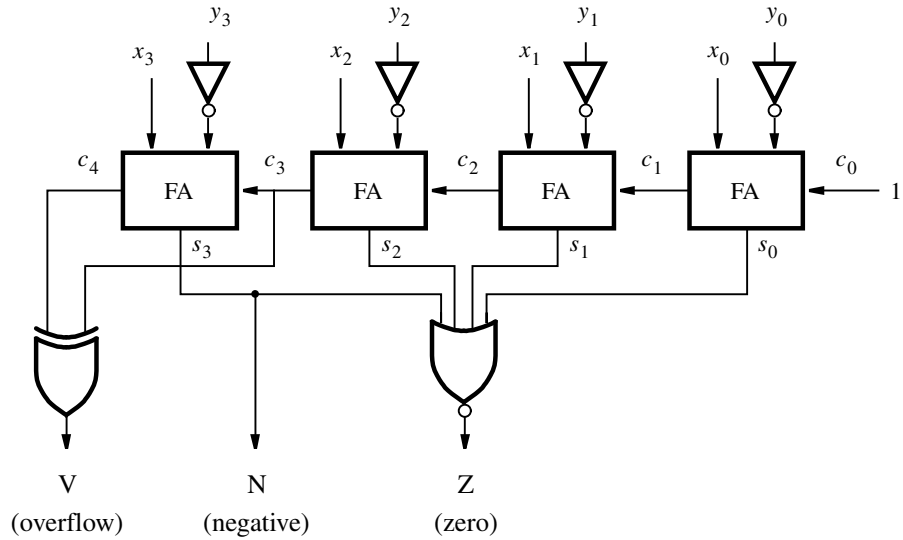 y3 y2 y1 y0
x3 x2 x1 x0
c4 c3 c2 c1 c0
FA FA FA FA 1
s3 s2 s1 s0
V N Z
(overflow) (negative) (zero)